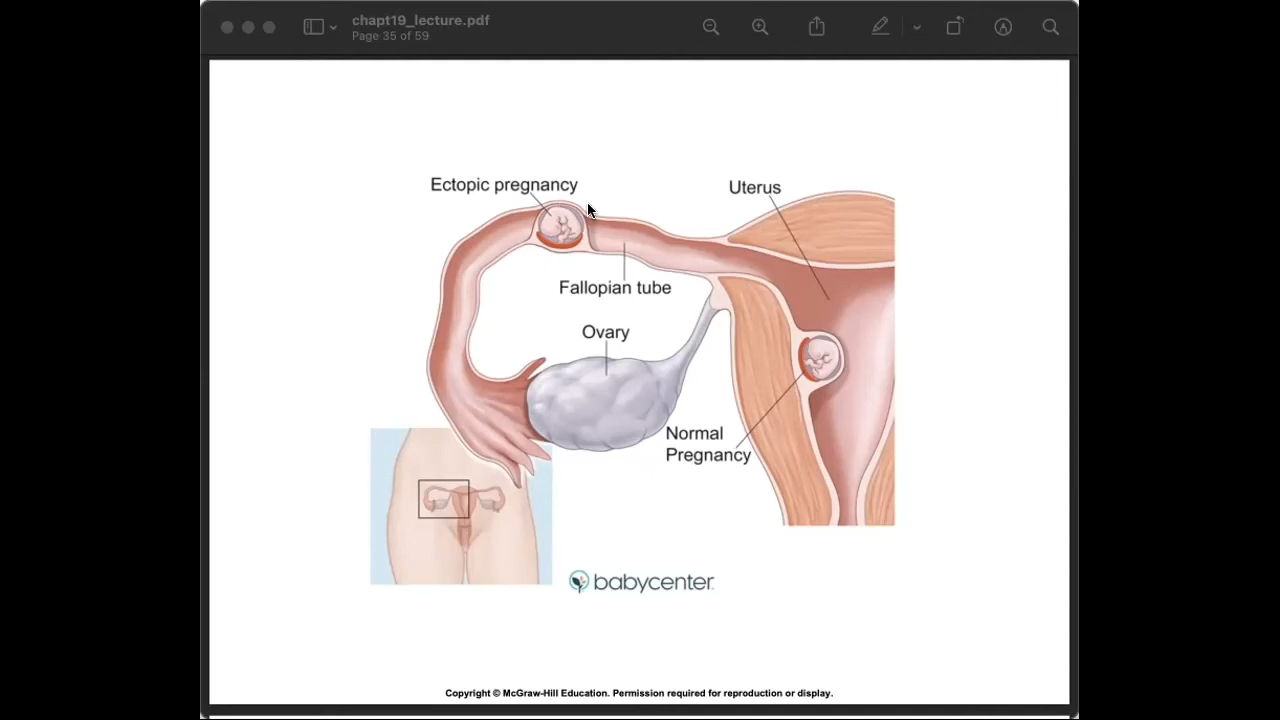 chapt19_lecture.pdf
Page 35 of 59
Ectopic pregnancy
Uterus
Fallopian tube
Ovary
Normal
Pregnancy
babycenter
Copyright © McGraw-Hill Education. Permission required for reproduction or display.